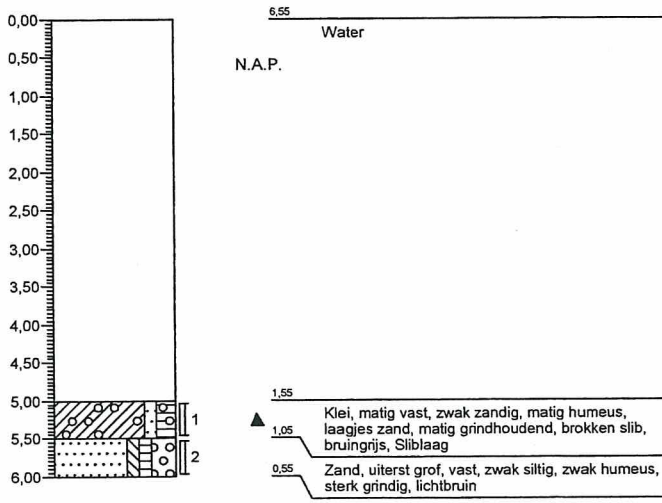 0,00
0,50
1,00
1,50
2,00
2,50
3,00
3,50
4,00
4,50
5,00
5,50
6,00
1
2
6,55
Water
N.A.P.
1,55
Klei, matig vast, zwak zandig, matig humeus,
laagjes zand, matig grindhoudend, brokken slib,
1,05
bruingrijs, Sliblaag
0,55
Zand, uiterst grof, vast, zwak siltig, zwak humeus,
sterk grindig, lichtbruin